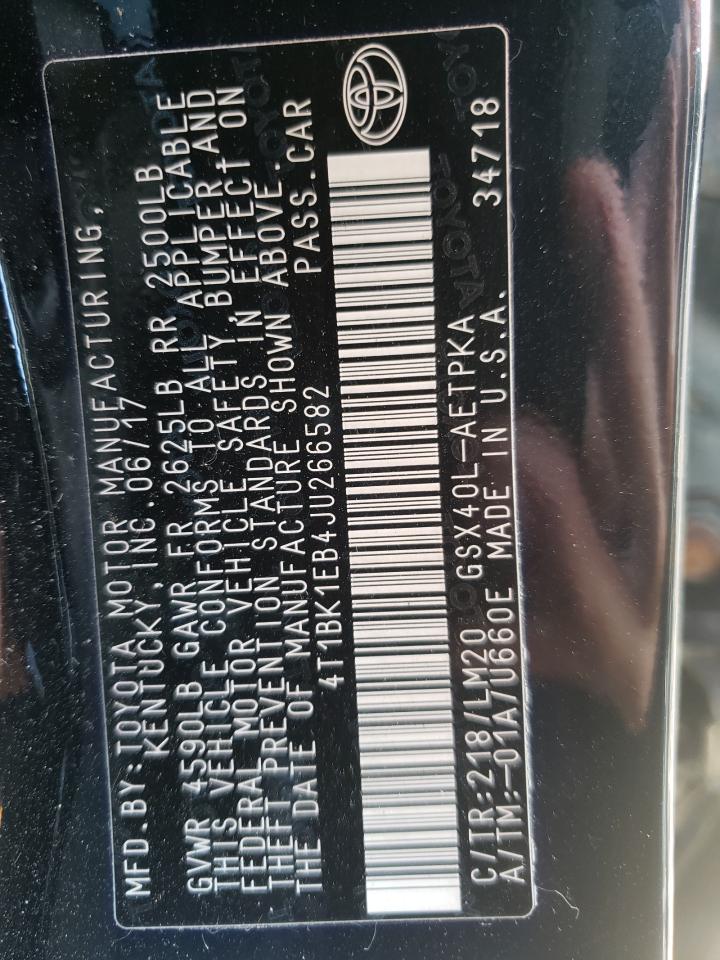 MFD.BY:TOYOTA MOTOR MANUFACTURING,
KENTUCKY, INC. 06/17
GVWR 4590LB GAWR FR 2625LB RR 2500LB
THIS VEHICLE CONFORMS TO ALL APPLICABLE
FEDERAL MOTOR VEHICLE SAFETY, BUMPER AND
THEFT PREVENTION STANDARDS IN EFFECT ON
THE DATE OF MANUFACTURE SHOWN ABOVE.
4T1BK1EB4JU266582 PASS.CAR
C/TR:218/LM20 GSX40L-AETPKA
A/TM:-01A/U660E MADE IN U.S.A. 34718